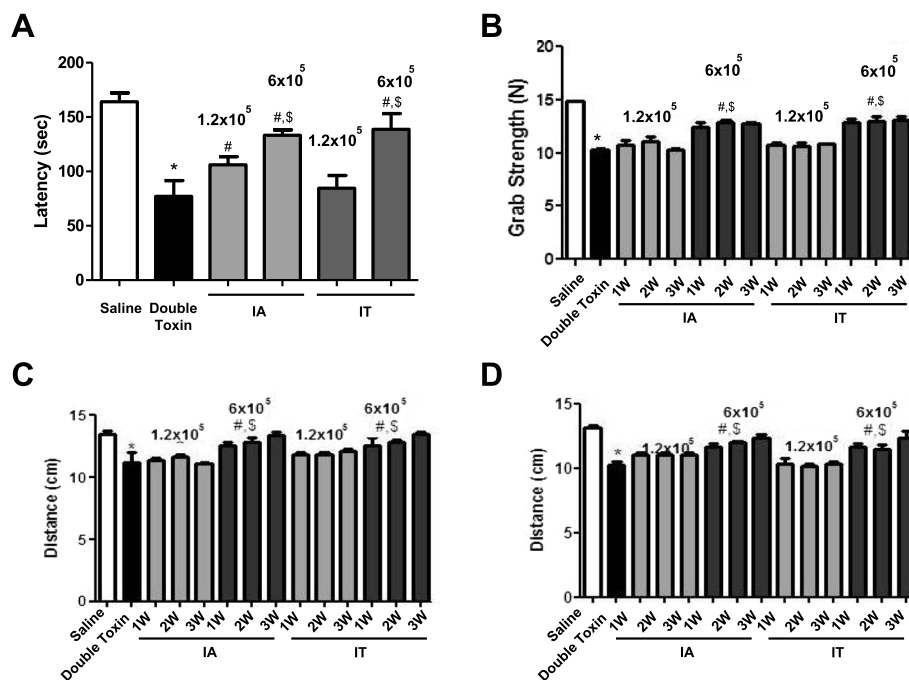 A
Latency (sec)
200
150
100
50
0
*
1.2x10^5
#
6x10^5
#,$
1.2x10^5
6x10^5
#,$
Saline
Double
Toxin
IA
IT
B
Grab Strength (N)
20
15
10
5
0
*
1.2x10^5
6x10^5
#,$
1.2x10^5
6x10^5
#,$
Saline
Double Toxin
1W
2W
3W
1W
2W
3W
1W
2W
3W
1W
2W
3W
IA
IT
C
Distance (cm)
15
10
5
0
*
1.2x10^5
6x10^5
#,$
1.2x10^5
6x10^5
#,$
Saline
Double Toxin
1W
2W
3W
1W
2W
3W
1W
2W
3W
1W
2W
3W
IA
IT
D
Distance (cm)
15
10
5
0
*
1.2x10^5
6x10^5
#,$
1.2x10^5
6x10^5
#,$
Saline
Double Toxin
1W
2W
3W
1W
2W
3W
1W
2W
3W
1W
2W
3W
IA
IT